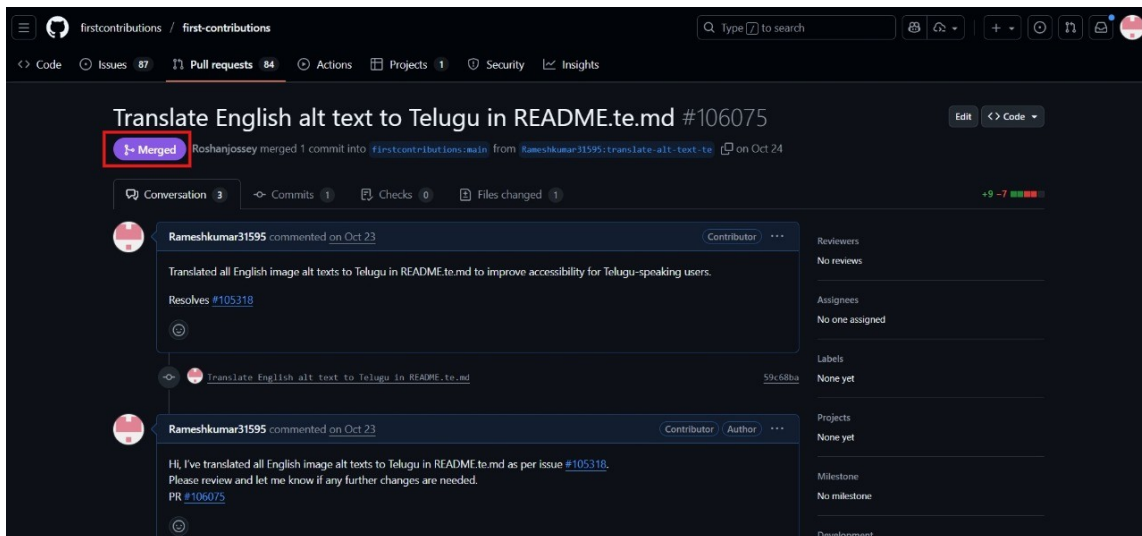 firstcontributions / first-contributions
Type / to search
Code
Issues 87
Pull requests 84
Actions
Projects 1
Security
Insights
Translate English alt text to Telugu in README.te.md #106075
Edit
Code
Merged
Roshanjossey merged 1 commit into firstcontributions:main from Rameshkumar31595:translate-alt-text-te on Oct 24
Conversation 3
Commits 1
Checks 0
Files changed 1
+9 −7
Rameshkumar31595 commented on Oct 23
Contributor
Translated all English image alt texts to Telugu in README.te.md to improve accessibility for Telugu-speaking users.
Resolves #105318
Translate English alt text to Telugu in README.te.md
59c68ba
Rameshkumar31595 commented on Oct 23
Contributor
Author
Hi, I've translated all English image alt texts to Telugu in README.te.md as per issue #105318.
Please review and let me know if any further changes are needed.
PR #106075
Reviewers
No reviews
Assignees
No one assigned
Labels
None yet
Projects
None yet
Milestone
No milestone
Development